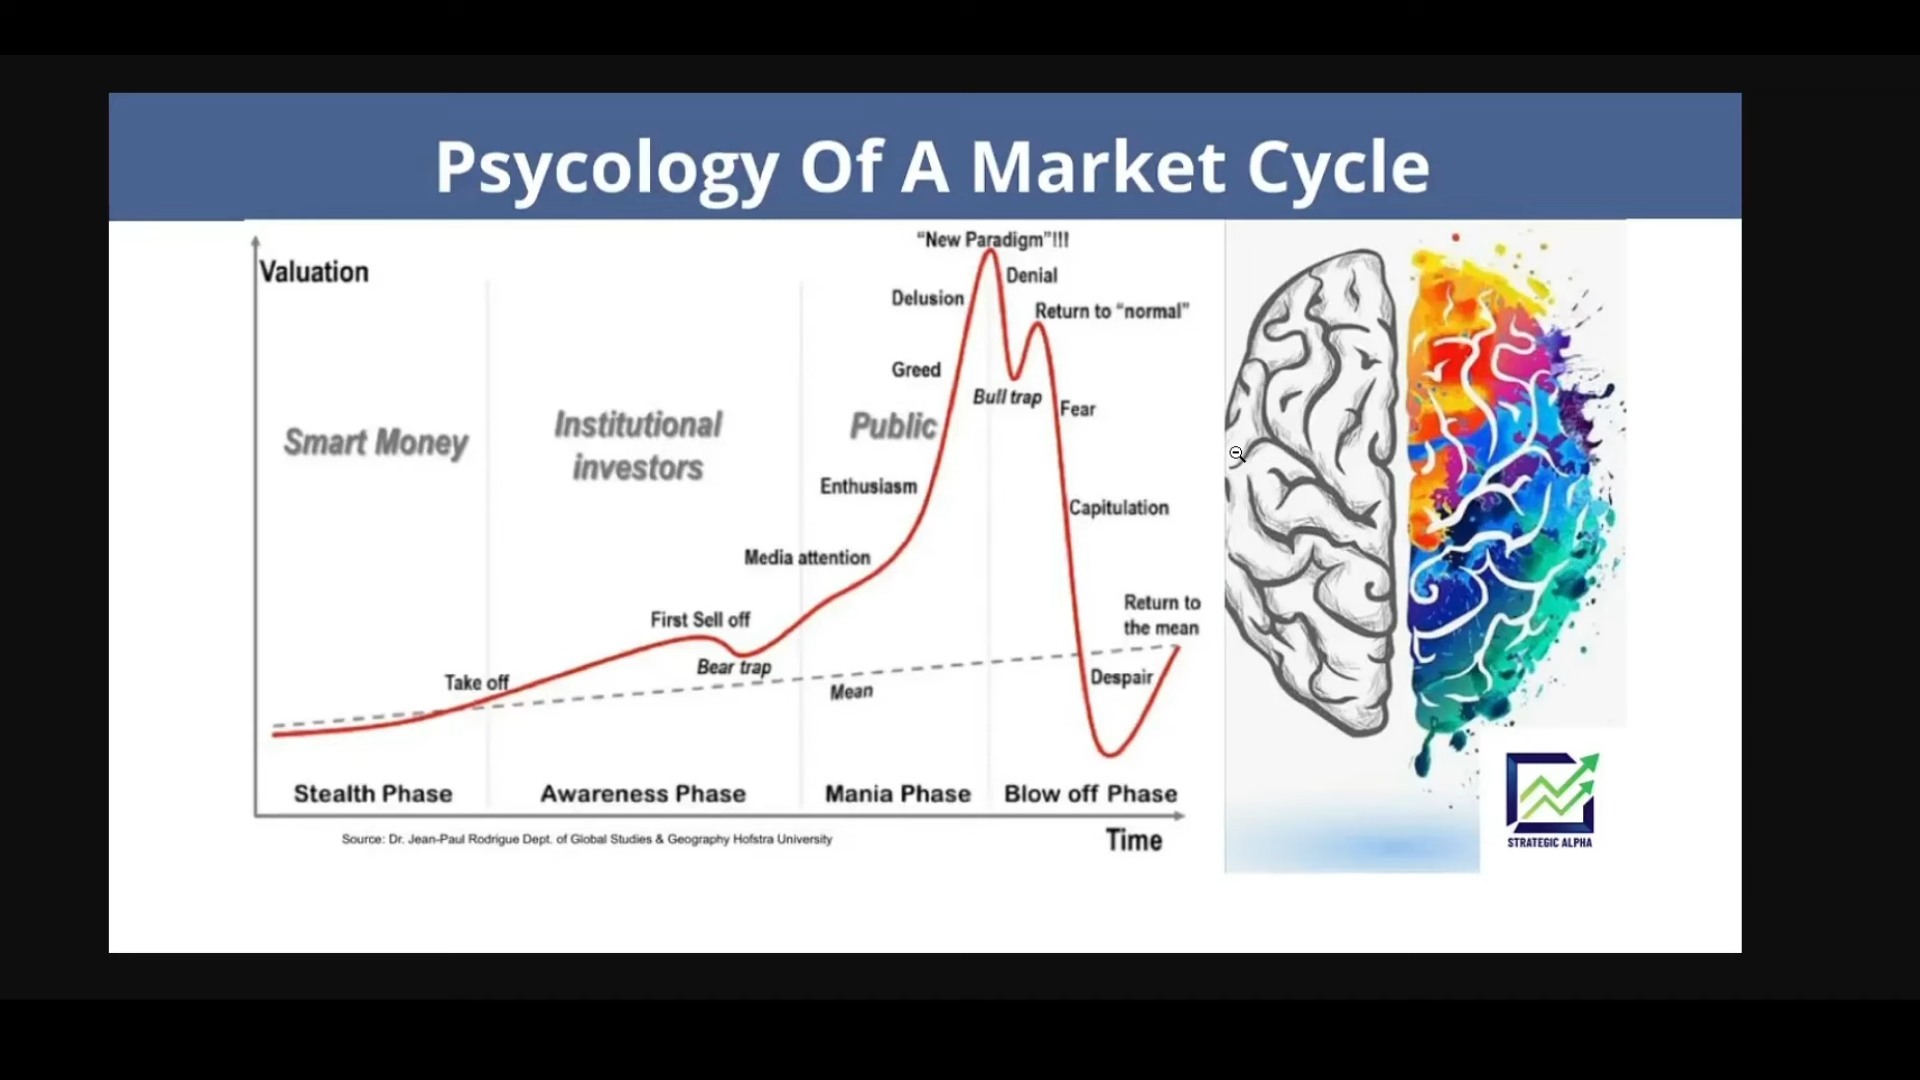 Psycology Of A Market Cycle
Valuation
"New Paradigm"!!!
Denial
Delusion
Return to "normal"
Greed
Bull trap
Fear
Smart Money
Institutional
investors
Public
Enthusiasm
Capitulation
Media attention
First Sell off
Return to
the mean
Bear trap
Take off
Mean
Despair
Stealth Phase
Awareness Phase
Mania Phase
Blow off Phase
Source: Dr. Jean-Paul Rodrigue Dept. of Global Studies & Geography Hofstra University
Time
STRATEGIC ALPHA